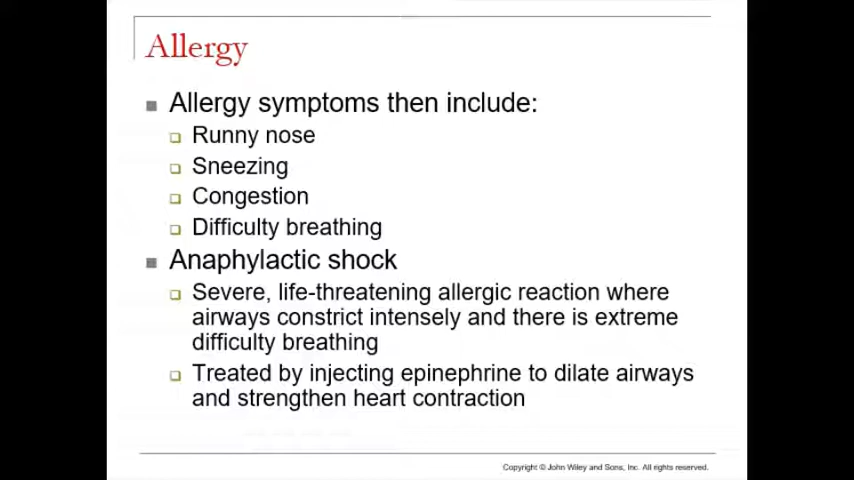 Allergy
Allergy symptoms then include:
Runny nose
Sneezing
Congestion
Difficulty breathing
Anaphylactic shock
Severe, life-threatening allergic reaction where
airways constrict intensely and there is extreme
difficulty breathing
Treated by injecting epinephrine to dilate airways
and strengthen heart contraction
Copyright © John Wiley and Sons, Inc. All rights reserved.